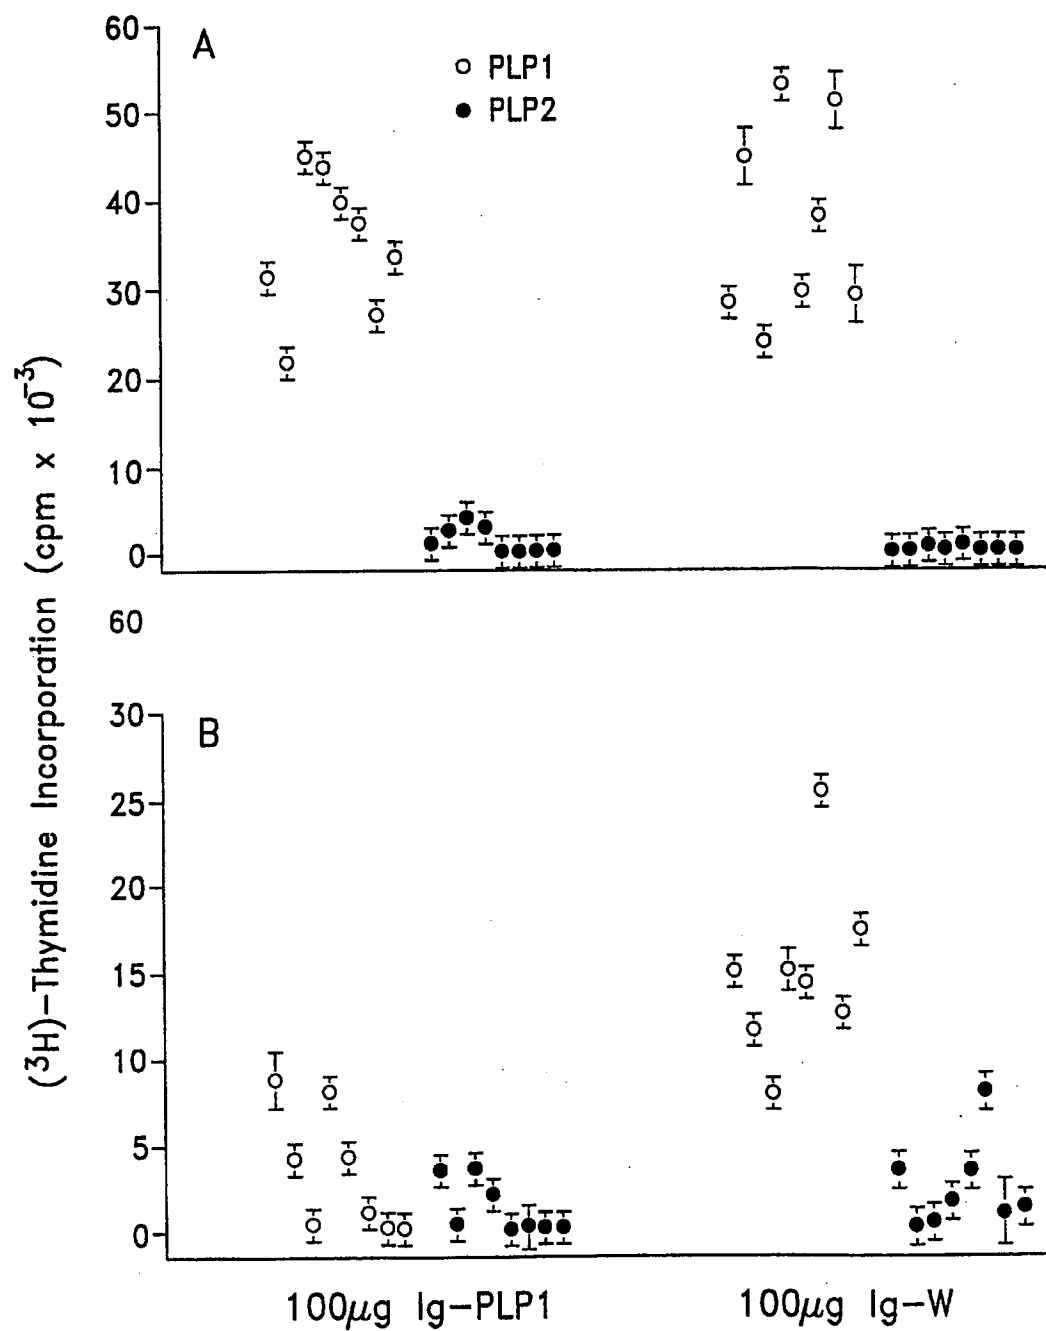 (³H)-Thymidine Incorporation (cpm x 10⁻³)
A
○ PLP1
● PLP2
60
50
40
30
20
10
0
60
B
30
25
20
15
10
5
0
100µg Ig-PLP1
100µg Ig-W